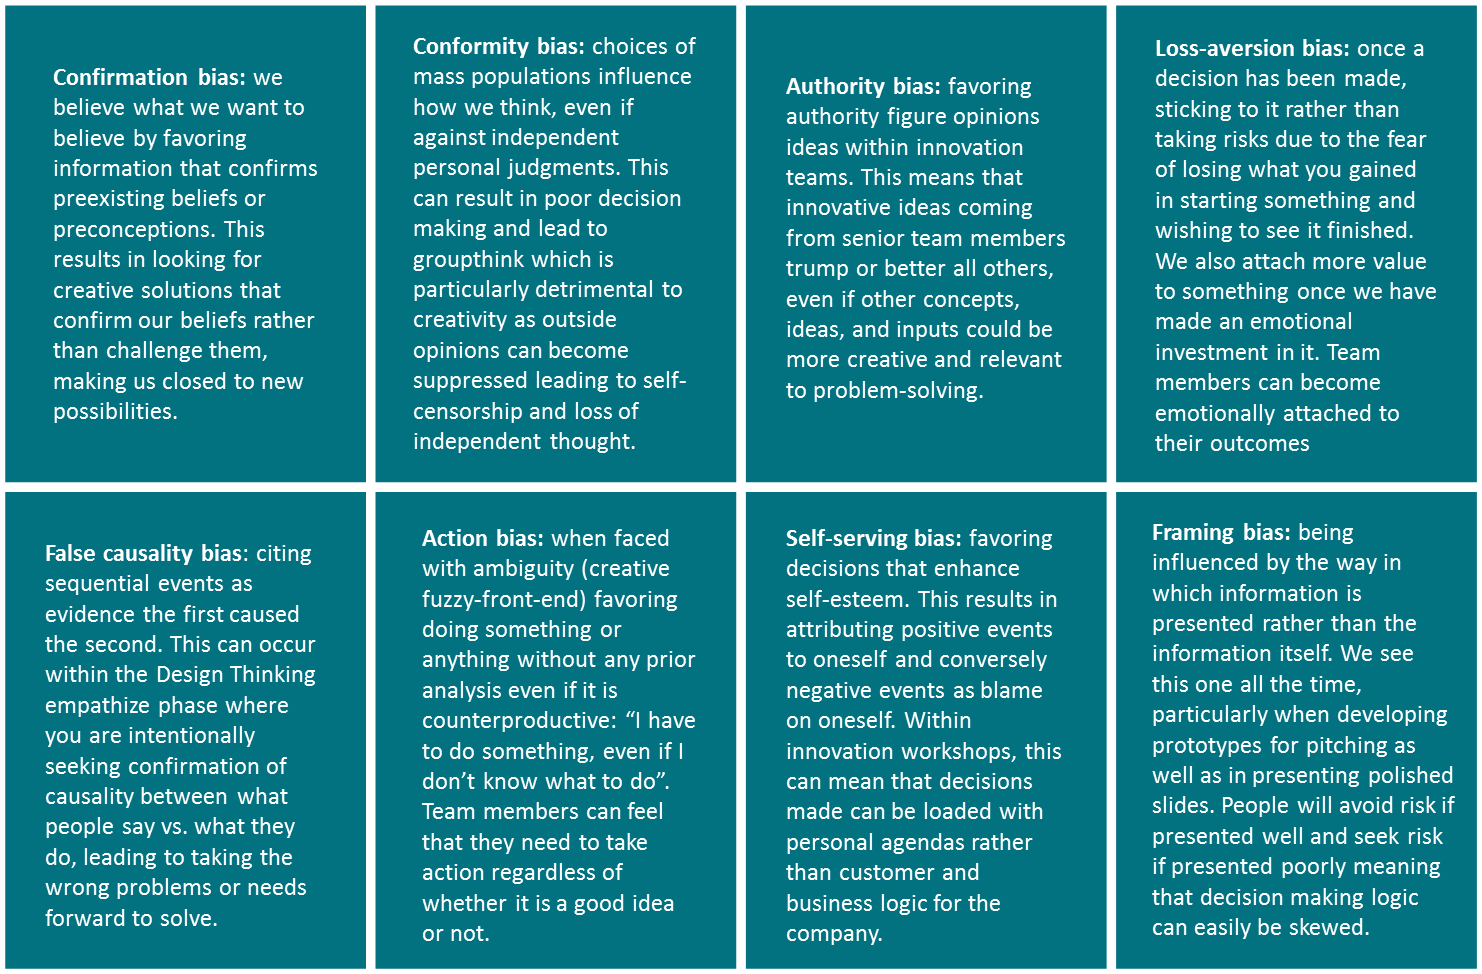 Confirmation bias: we
believe what we want to
believe by favoring
information that confirms
preexisting beliefs or
preconceptions. This
results in looking for
creative solutions that
confirm our beliefs rather
than challenge them,
making us closed to new
possibilities.
Conformity bias: choices of
mass populations influence
how we think, even if
against independent
personal judgments. This
can result in poor decision
making and lead to
groupthink which is
particularly detrimental to
creativity as outside
opinions can become
suppressed leading to self-
censorship and loss of
independent thought.
Authority bias: favoring
authority figure opinions
ideas within innovation
teams. This means that
innovative ideas coming
from senior team members
trump or better all others,
even if other concepts,
ideas, and inputs could be
more creative and relevant
to problem-solving.
Loss-aversion bias: once a
decision has been made,
sticking to it rather than
taking risks due to the fear
of losing what you gained
in starting something and
wishing to see it finished.
We also attach more value
to something once we have
made an emotional
investment in it. Team
members can become
emotionally attached to
their outcomes
False causality bias: citing
sequential events as
evidence the first caused
the second. This can occur
within the Design Thinking
empathize phase where
you are intentionally
seeking confirmation of
causality between what
people say vs. what they
do, leading to taking the
wrong problems or needs
forward to solve.
Action bias: when faced
with ambiguity (creative
fuzzy-front-end) favoring
doing something or
anything without any prior
analysis even if it is
counterproductive: “I have
to do something, even if I
don’t know what to do”.
Team members can feel
that they need to take
action regardless of
whether it is a good idea
or not.
Self-serving bias: favoring
decisions that enhance
self-esteem. This results in
attributing positive events
to oneself and conversely
negative events as blame
on oneself. Within
innovation workshops, this
can mean that decisions
made can be loaded with
personal agendas rather
than customer and
business logic for the
company.
Framing bias: being
influenced by the way in
which information is
presented rather than the
information itself. We see
this one all the time,
particularly when developing
prototypes for pitching as
well as in presenting polished
slides. People will avoid risk if
presented well and seek risk
if presented poorly meaning
that decision making logic
can easily be skewed.